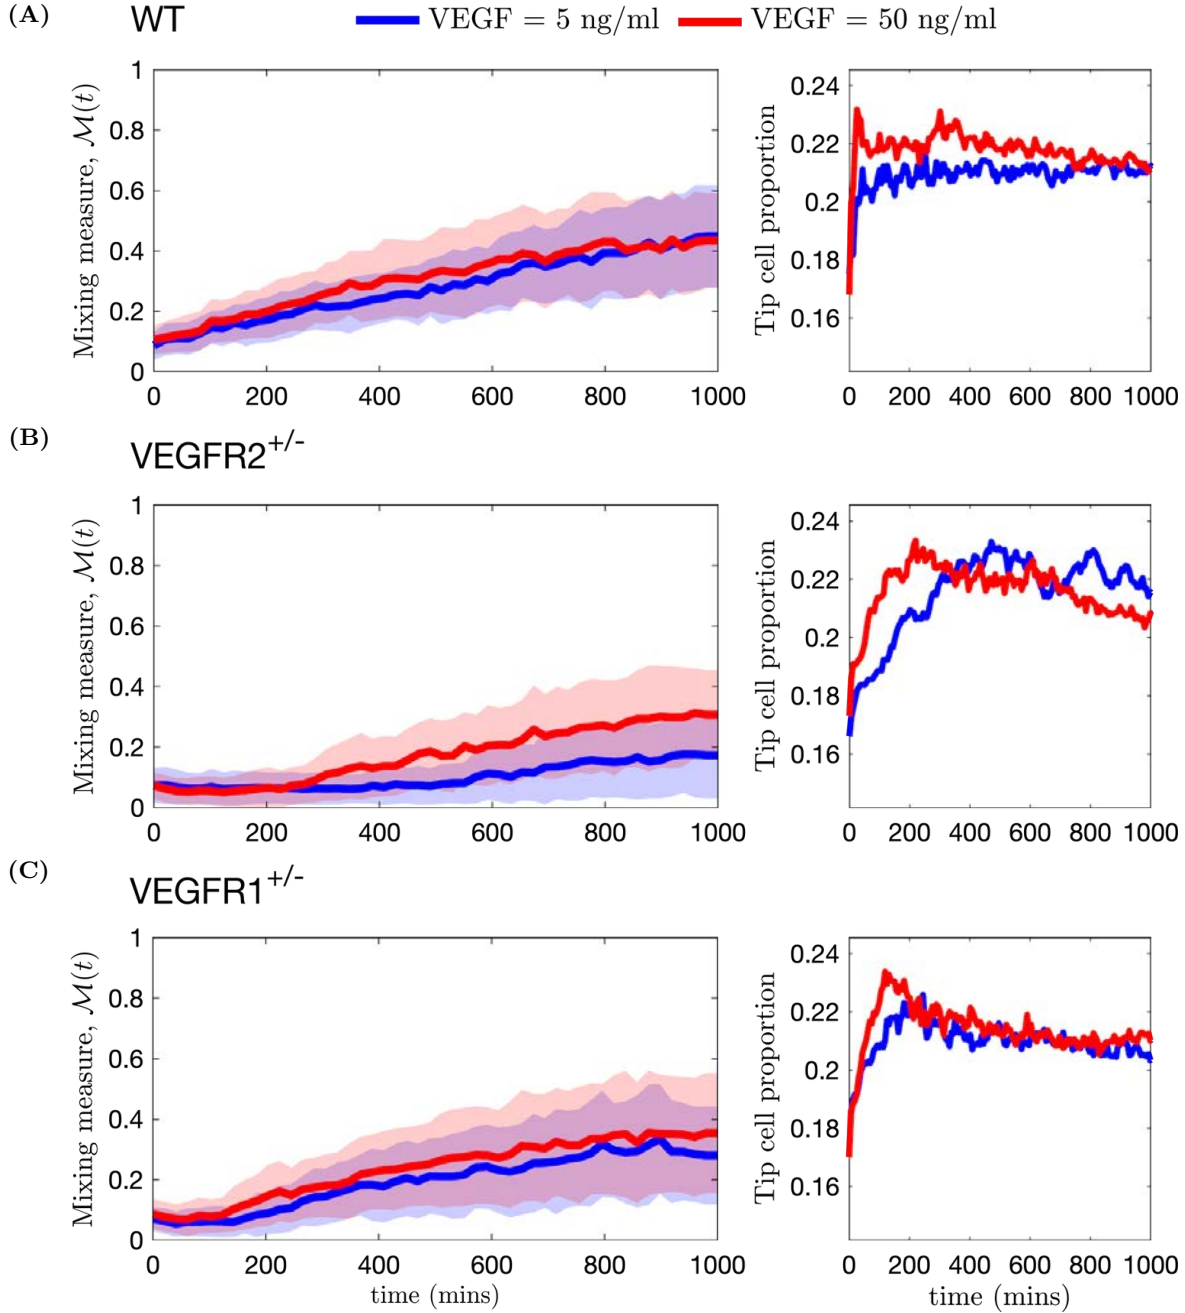 (A) WT VEGF = 5 ng/ml VEGF = 50 ng/ml
Mixing measure, M(t)
1
0.8
0.6
0.4
0.2
0
0 200 400 600 800 1000
Tip cell proportion
0.24
0.22
0.2
0.18
0.16
0 200 400 600 800 1000
(B) VEGFR2+/-
Mixing measure, M(t)
1
0.8
0.6
0.4
0.2
0
0 200 400 600 800 1000
Tip cell proportion
0.24
0.22
0.2
0.18
0.16
0 200 400 600 800 1000
(C) VEGFR1+/-
Mixing measure, M(t)
1
0.8
0.6
0.4
0.2
0
0 200 400 600 800 1000
time (mins)
Tip cell proportion
0.24
0.22
0.2
0.18
0.16
0 200 400 600 800 1000
time (mins)